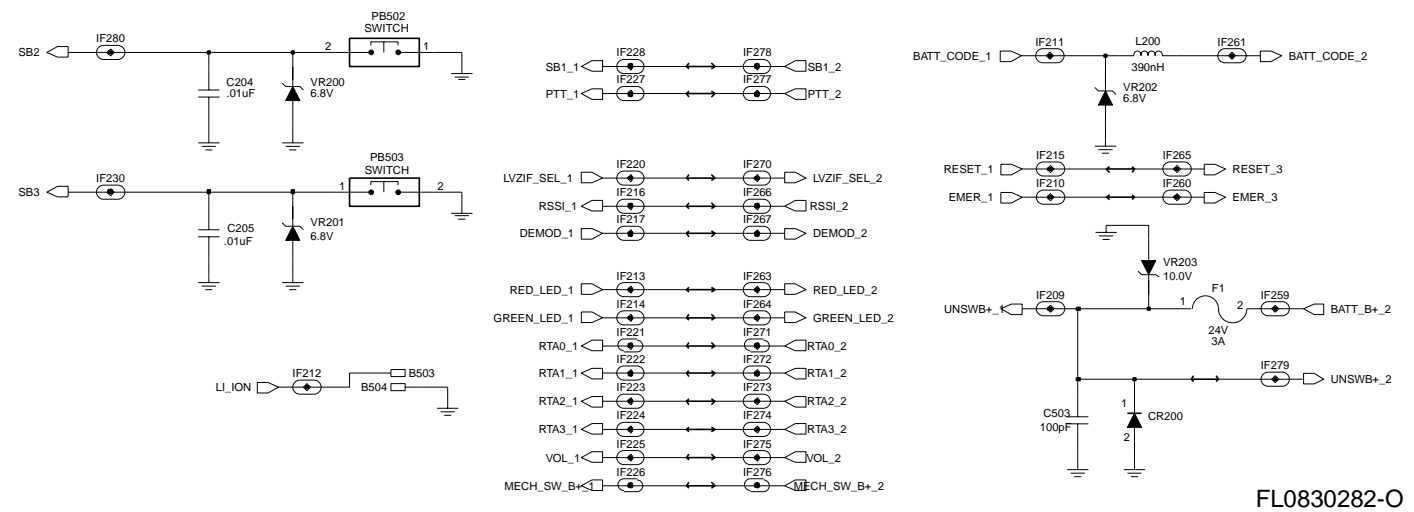 PB502
SWITCH
SB2 IF280 2 1
C204
.01uF
VR200
6.8V
PB503
SWITCH
SB3 IF230 1 2
C205
.01uF
VR201
6.8V
LI_ION IF212 B503
B504
IF228 IF278
SB1_1 SB1_2
IF227 IF277
PTT_1 PTT_2
IF220 IF270
LVZIF_SEL_1 LVZIF_SEL_2
IF216 IF266
RSSI_1 RSSI_2
IF217 IF267
DEMOD_1 DEMOD_2
IF213 IF263
RED_LED_1 RED_LED_2
IF214 IF264
GREEN_LED_1 GREEN_LED_2
IF221 IF271
RTA0_1 RTA0_2
IF222 IF272
RTA1_1 RTA1_2
IF223 IF273
RTA2_1 RTA2_2
IF224 IF274
RTA3_1 RTA3_2
IF225 IF275
VOL_1 VOL_2
IF226 IF276
MECH_SW_B+_1 MECH_SW_B+_2
IF211 L200 IF261
BATT_CODE_1 390nH BATT_CODE_2
VR202
6.8V
IF215 IF265
RESET_1 RESET_3
IF210 IF260
EMER_1 EMER_3
VR203
10.0V
IF209 1 F1 2 IF259
UNSWB+_1 BATT_B+_2
24V
3A
IF279
UNSWB+_2
C503
100pF
1
CR200
2
FL0830282-O